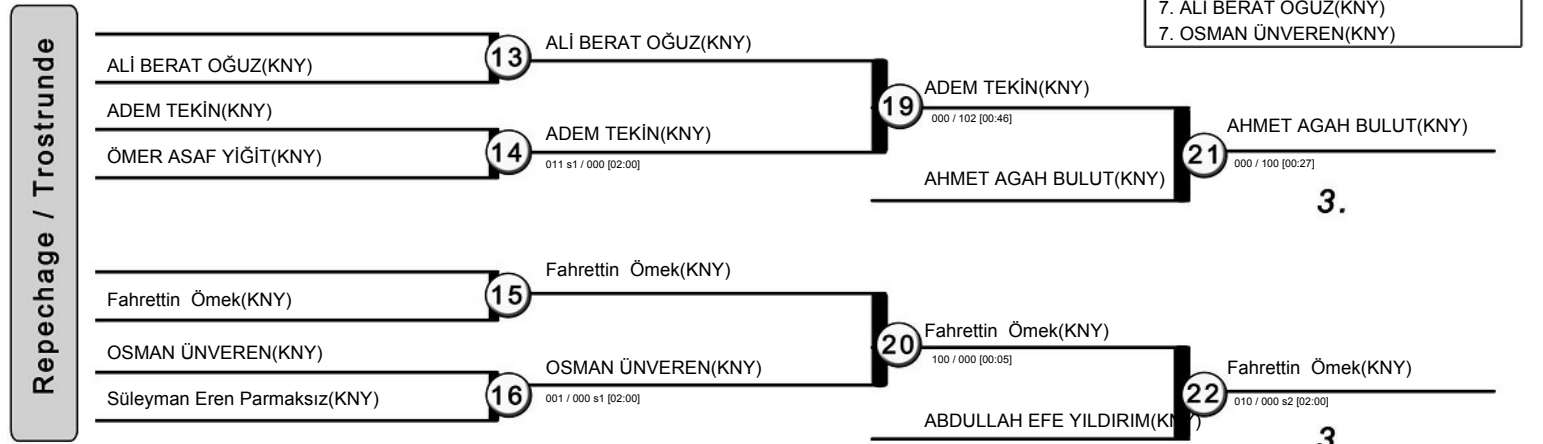 7. ALİ BERAT OĞUZ(KNY)
7. OSMAN ÜNVEREN(KNY)
Repechage / Trostrunde
ALİ BERAT OĞUZ(KNY)
13
ALİ BERAT OĞUZ(KNY)
ADEM TEKİN(KNY)
ÖMER ASAF YİĞİT(KNY)
14
ADEM TEKİN(KNY)
011 s1 / 000 [02:00]
19
ADEM TEKİN(KNY)
000 / 102 [00:46]
AHMET AGAH BULUT(KNY)
21
AHMET AGAH BULUT(KNY)
000 / 100 [00:27]
3.
Fahrettin Ömek(KNY)
15
Fahrettin Ömek(KNY)
OSMAN ÜNVEREN(KNY)
Süleyman Eren Parmaksız(KNY)
16
OSMAN ÜNVEREN(KNY)
001 / 000 s1 [02:00]
20
Fahrettin Ömek(KNY)
100 / 000 [00:05]
ABDULLAH EFE YILDIRIM(KNY)
22
Fahrettin Ömek(KNY)
010 / 000 s2 [02:00]
3.